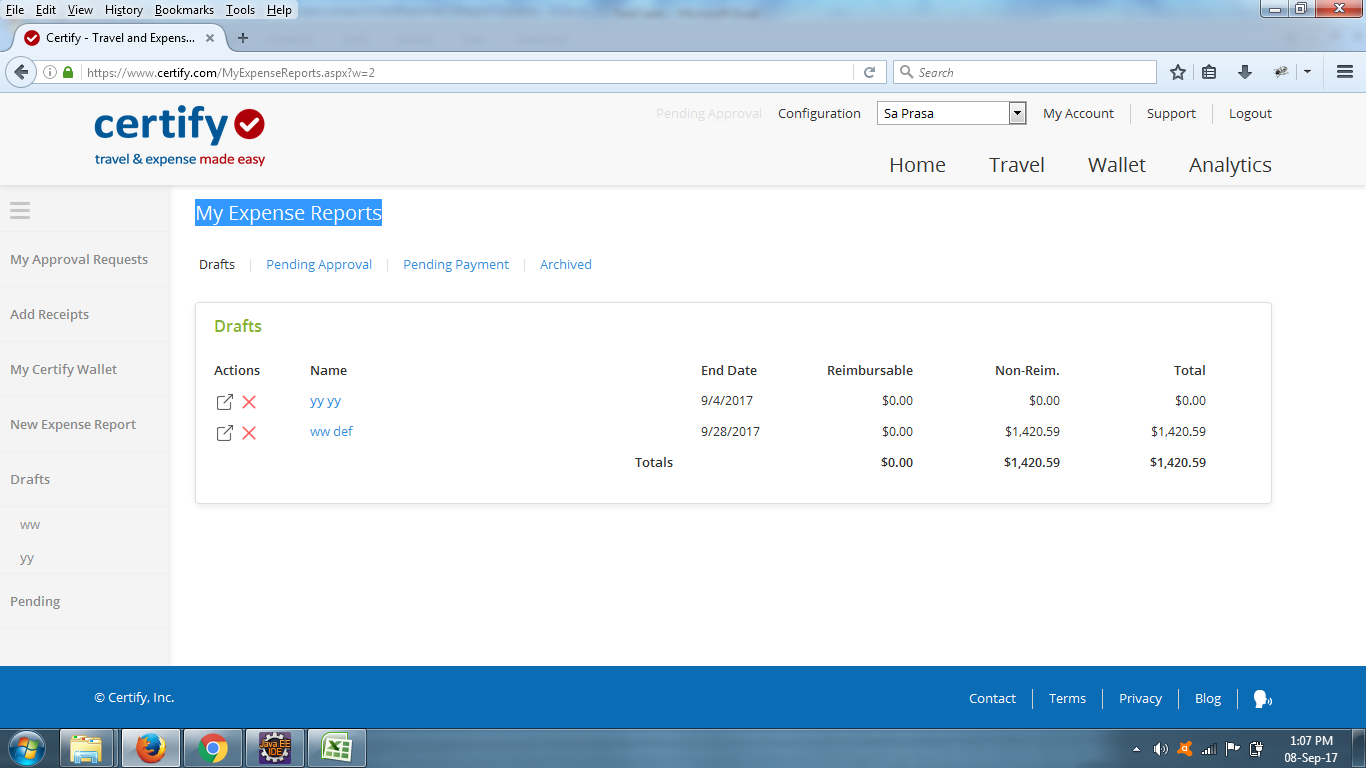 File Edit View History Bookmarks Tools Help
Certify - Travel and Expens...
https://www.certify.com/MyExpenseReports.aspx?w=2
Search
Pending Approval Configuration Sa Prasa My Account Support Logout
certify
travel & expense made easy
Home Travel Wallet Analytics
My Expense Reports
My Approval Requests
Add Receipts
My Certify Wallet
New Expense Report
Drafts
ww
yy
Pending
Drafts Pending Approval Pending Payment Archived
Drafts
Actions Name End Date Reimbursable Non-Reim. Total
yy yy 9/4/2017 $0.00 $0.00 $0.00
ww def 9/28/2017 $0.00 $1,420.59 $1,420.59
Totals $0.00 $1,420.59 $1,420.59
© Certify, Inc.
Contact Terms Privacy Blog
Java EE
IDE
1:07 PM
08-Sep-17